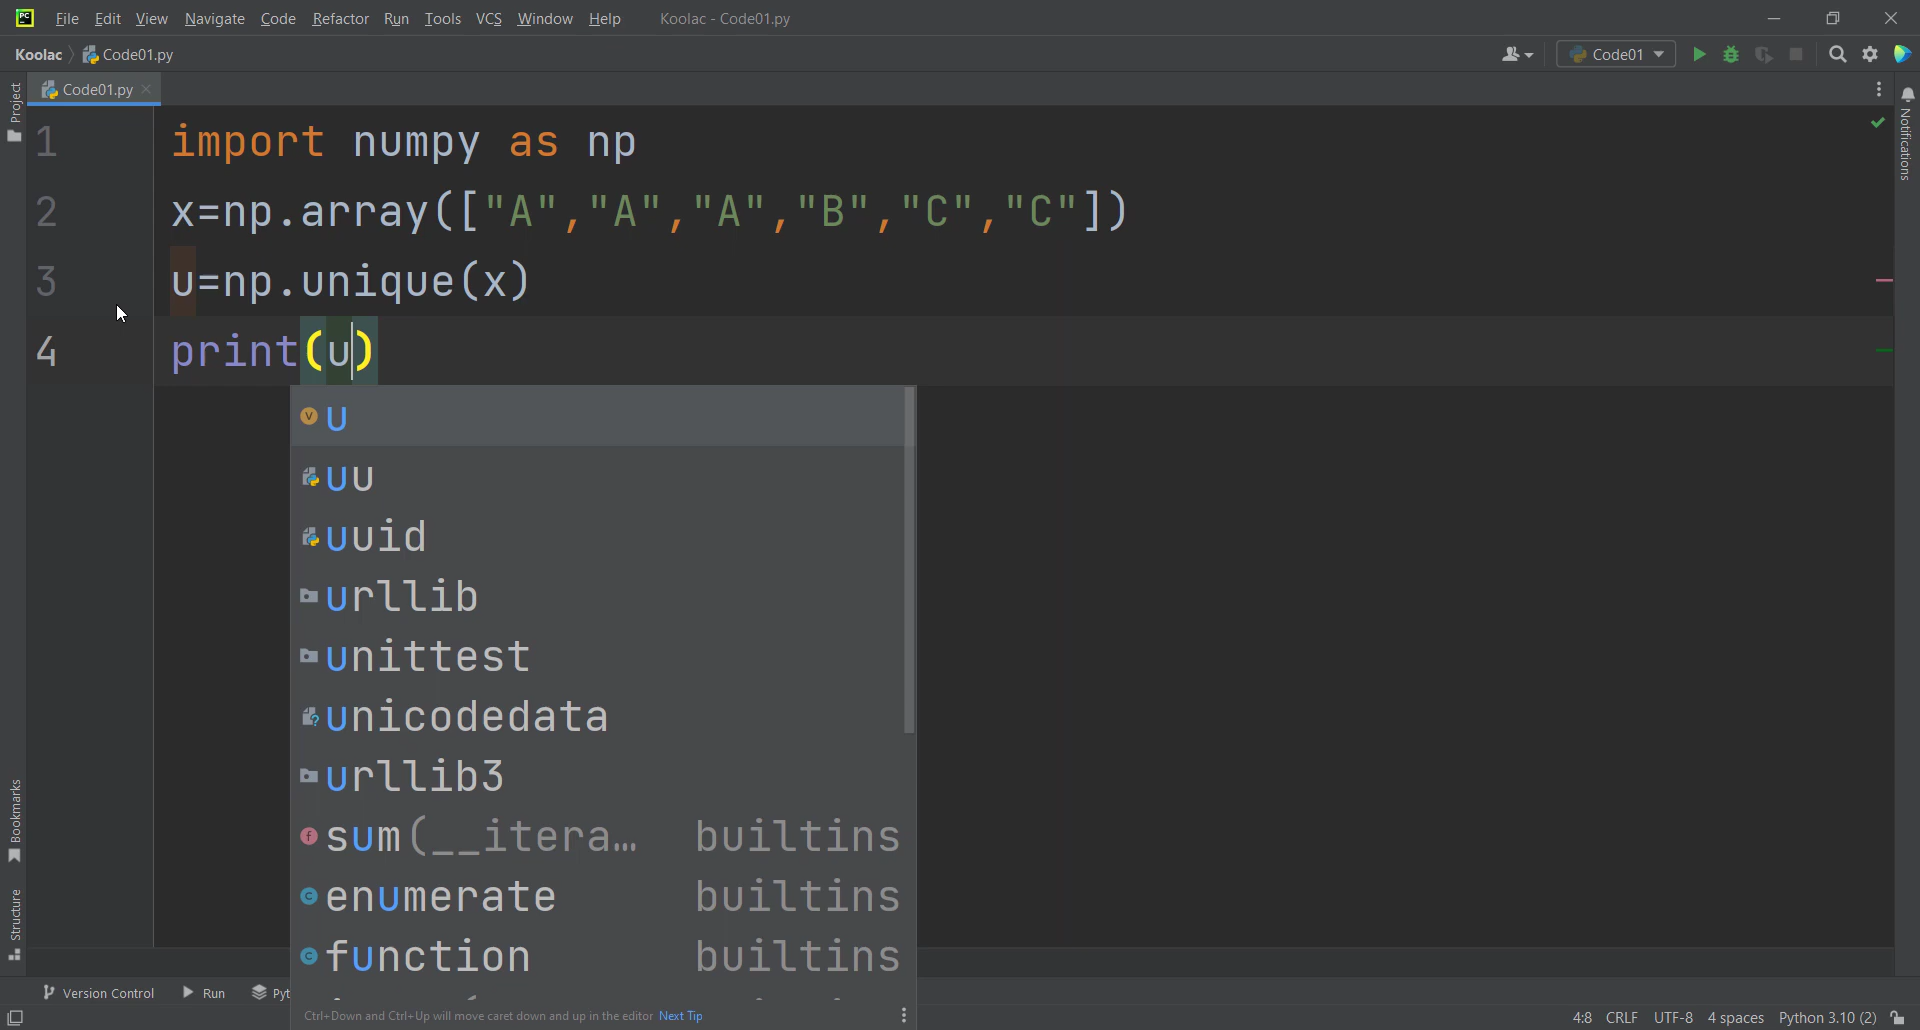 PC File Edit View Navigate Code Refactor Run Tools VCS Window Help Koolac - Code01.py
Koolac Code01.py Code01
Project
Code01.py
Notifications
1 import numpy as np
2 x=np.array(["A","A","A","B","C","C"])
3 u=np.unique(x)
4 print(u)
u
uu
uuid
urllib
unittest
unicodedata
urllib3
sum(__itera… builtins
enumerate builtins
function builtins
Bookmarks
Structure
Version Control Run
Ctrl+Down and Ctrl+Up will move caret down and up in the editor Next Tip
4:8 CRLF UTF-8 4 spaces Python 3.10 (2)